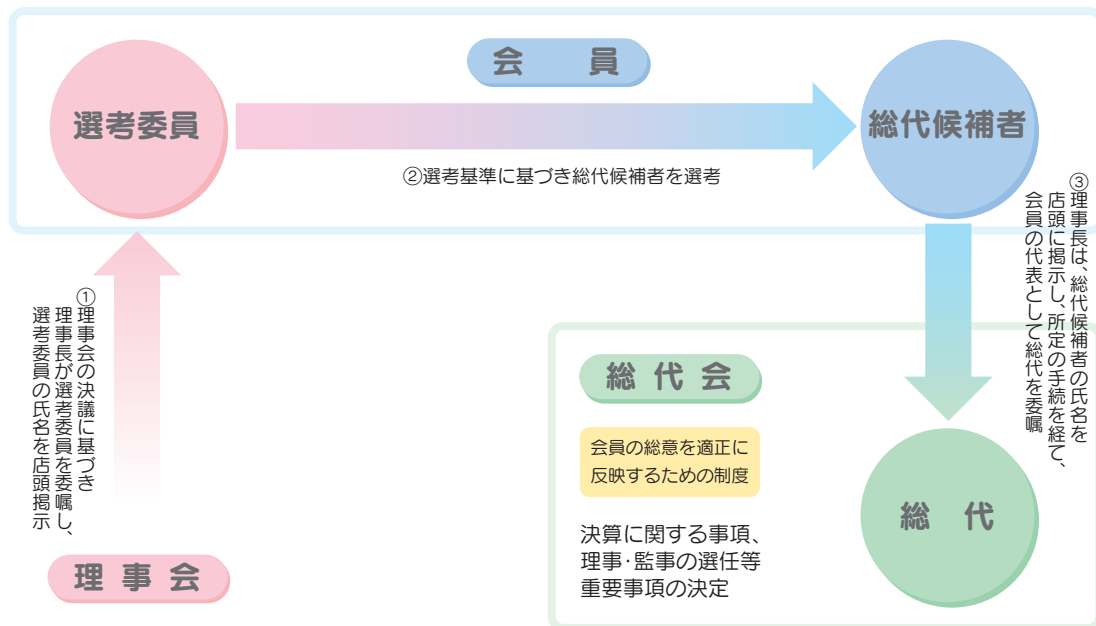 会員
選考委員
総代候補者
②選考基準に基づき総代候補者を選考
①理事会の決議に基づき
理事長が選考委員を委嘱し、
選考委員の氏名を店頭掲示
理事会
③理事長は、総代候補者の氏名を
店頭に掲示し、所定の手続を経て、
会員の代表として総代を委嘱
総代会
会員の総意を適正に
反映するための制度
決算に関する事項、
理事・監事の選任等
重要事項の決定
総代